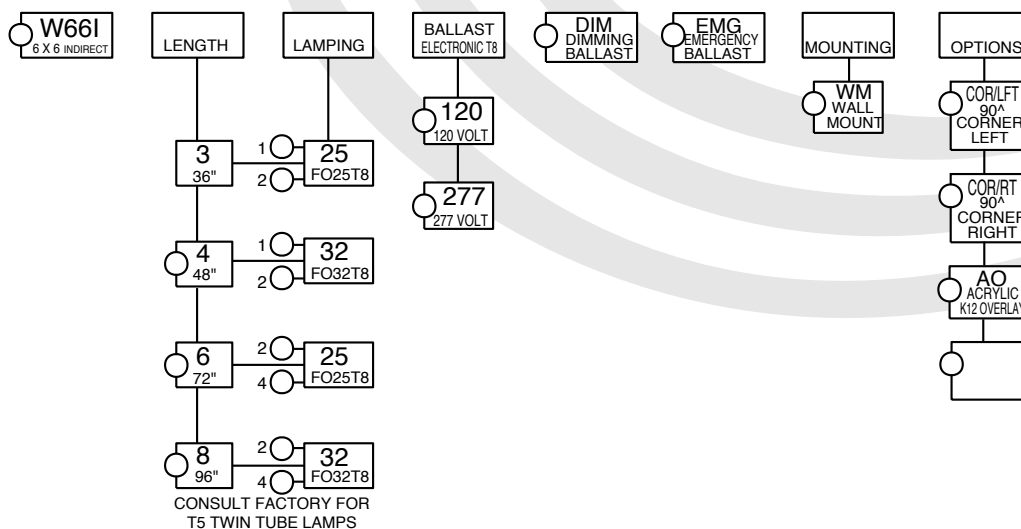 W66I
6 X 6 INDIRECT
LENGTH
LAMPING
BALLAST
ELECTRONIC T8
DIM
DIMMING
BALLAST
EMG
EMERGENCY
BALLAST
MOUNTING
OPTIONS
3
36"
1
2
25
FO25T8
4
48"
1
2
32
FO32T8
6
72"
2
4
25
FO25T8
8
96"
2
4
32
FO32T8
CONSULT FACTORY FOR
T5 TWIN TUBE LAMPS
120
120 VOLT
277
277 VOLT
WM
WALL
MOUNT
COR/LFT
90^
CORNER
LEFT
COR/RT
90^
CORNER
RIGHT
AO
ACRYLIC
K12 OVERLAY